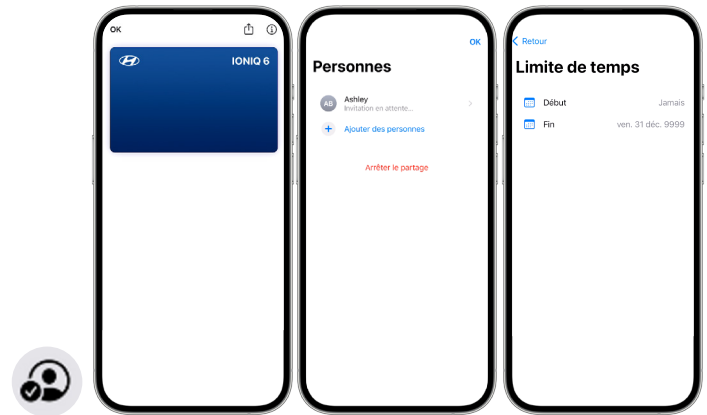 OK
IONIQ 6
OK
Personnes
AB
Ashley
Invitation en attente...
Ajouter des personnes
Arrêter le partage
Retour
Limite de temps
Début
Jamais
Fin
ven. 31 déc. 9999